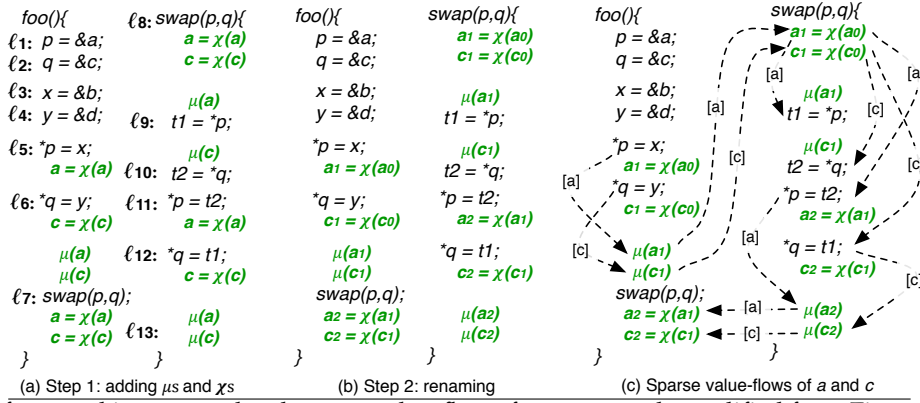 foo(){
ℓ1: p = &a;
ℓ2: q = &c;
ℓ3: x = &b;
ℓ4: y = &d;
ℓ5: *p = x;
a = χ(a)
ℓ6: *q = y;
c = χ(c)
μ(a)
μ(c)
ℓ7: swap(p,q);
a = χ(a)
c = χ(c)
}
ℓ8: swap(p,q){
a = χ(a)
c = χ(c)
μ(a)
ℓ9: t1 = *p;
μ(c)
ℓ10: t2 = *q;
ℓ11: *p = t2;
a = χ(a)
ℓ12: *q = t1;
c = χ(c)
ℓ13: μ(a)
μ(c)
}
(a) Step 1: adding μs and χs
foo(){
p = &a;
q = &c;
x = &b;
y = &d;
*p = x;
a1 = χ(a0)
*q = y;
c1 = χ(c0)
μ(a1)
μ(c1)
swap(p,q);
a2 = χ(a1)
c2 = χ(c1)
}
swap(p,q){
a1 = χ(a0)
c1 = χ(c0)
μ(a1)
t1 = *p;
μ(c1)
t2 = *q;
*p = t2;
a2 = χ(a1)
*q = t1;
c2 = χ(c1)
μ(a2)
μ(c2)
}
(b) Step 2: renaming
foo(){
p = &a;
q = &c;
x = &b;
y = &d;
*p = x;
a1 = χ(a0)
*q = y;
c1 = χ(c0)
μ(a1)
μ(c1)
swap(p,q);
a2 = χ(a1)
c2 = χ(c1)
}
[a]
[c]
[a]
[c]
[a]
[c]
swap(p,q){
a1 = χ(a0)
c1 = χ(c0)
μ(a1)
t1 = *p;
μ(c1)
t2 = *q;
*p = t2;
a2 = χ(a1)
*q = t1;
c2 = χ(c1)
μ(a2)
μ(c2)
}
[a]
[c]
[a]
[c]
[a]
[c]
(c) Sparse value-flows of a and c